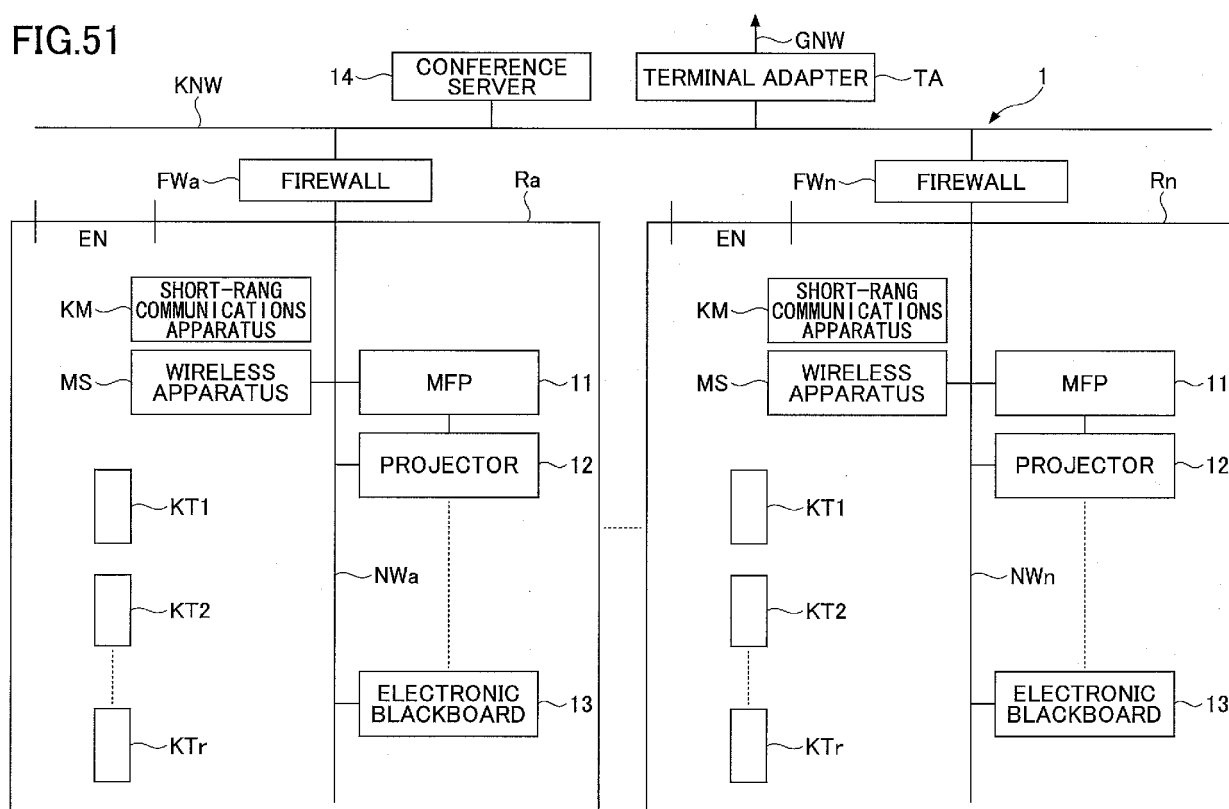 FIG.51
GNW
14
CONFERENCE
SERVER
TERMINAL ADAPTER
TA
KNW
1
FWa
FIREWALL
Ra
FWn
FIREWALL
Rn
EN
EN
KM
SHORT-RANG
COMMUNICATIONS
APPARATUS
KM
SHORT-RANG
COMMUNICATIONS
APPARATUS
MS
WIRELESS
APPARATUS
MFP
11
MS
WIRELESS
APPARATUS
MFP
11
PROJECTOR
12
PROJECTOR
12
KT1
KT1
NWa
NWn
KT2
KT2
ELECTRONIC
BLACKBOARD
13
ELECTRONIC
BLACKBOARD
13
KTr
KTr